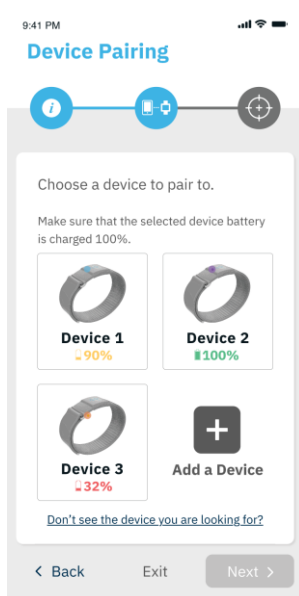 9:41 PM
Device Pairing
i
Choose a device to pair to.
Make sure that the selected device battery
is charged 100%.
Device 1
90%
Device 2
100%
Device 3
32%
Add a Device
Don't see the device you are looking for?
< Back
Exit
Next >